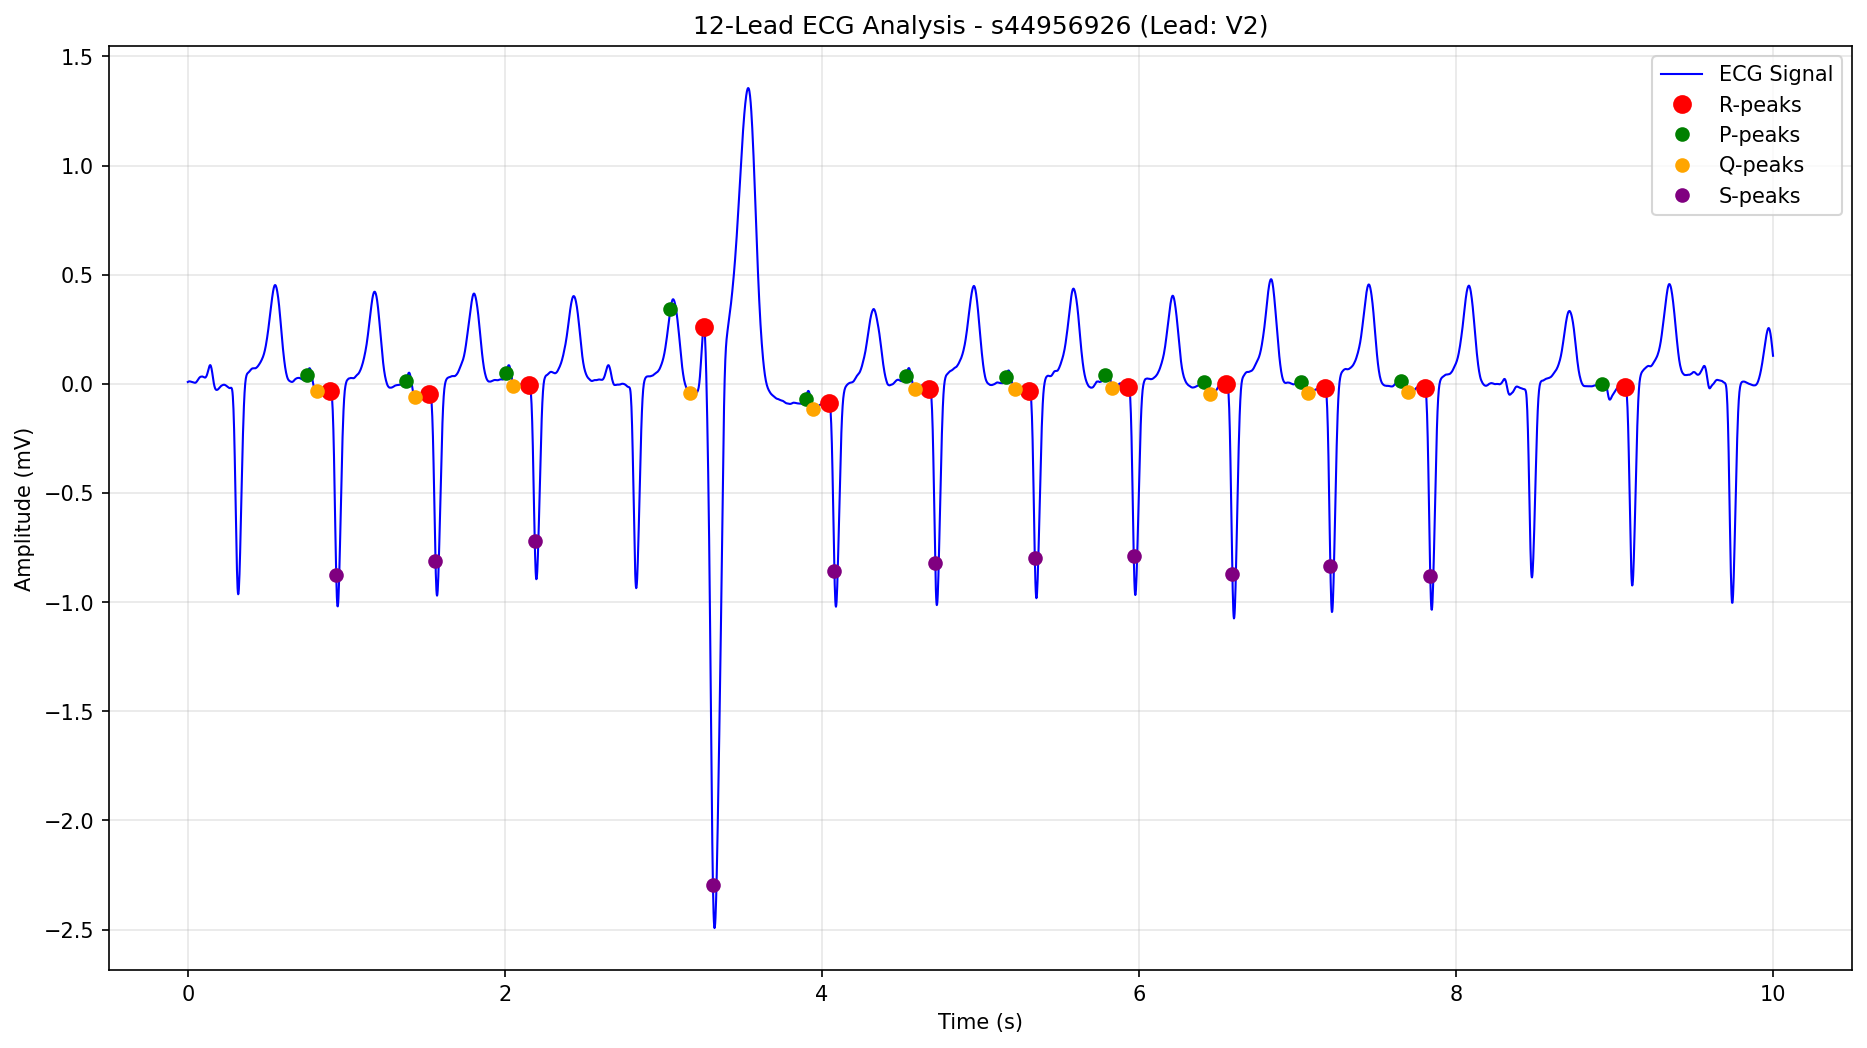 12-Lead ECG Analysis - s44956926 (Lead: V2)
ECG Signal
R-peaks
P-peaks
Q-peaks
S-peaks
Amplitude (mV)
1.5
1.0
0.5
0.0
−0.5
−1.0
−1.5
−2.0
−2.5
0 2 4 6 8 10
Time (s)